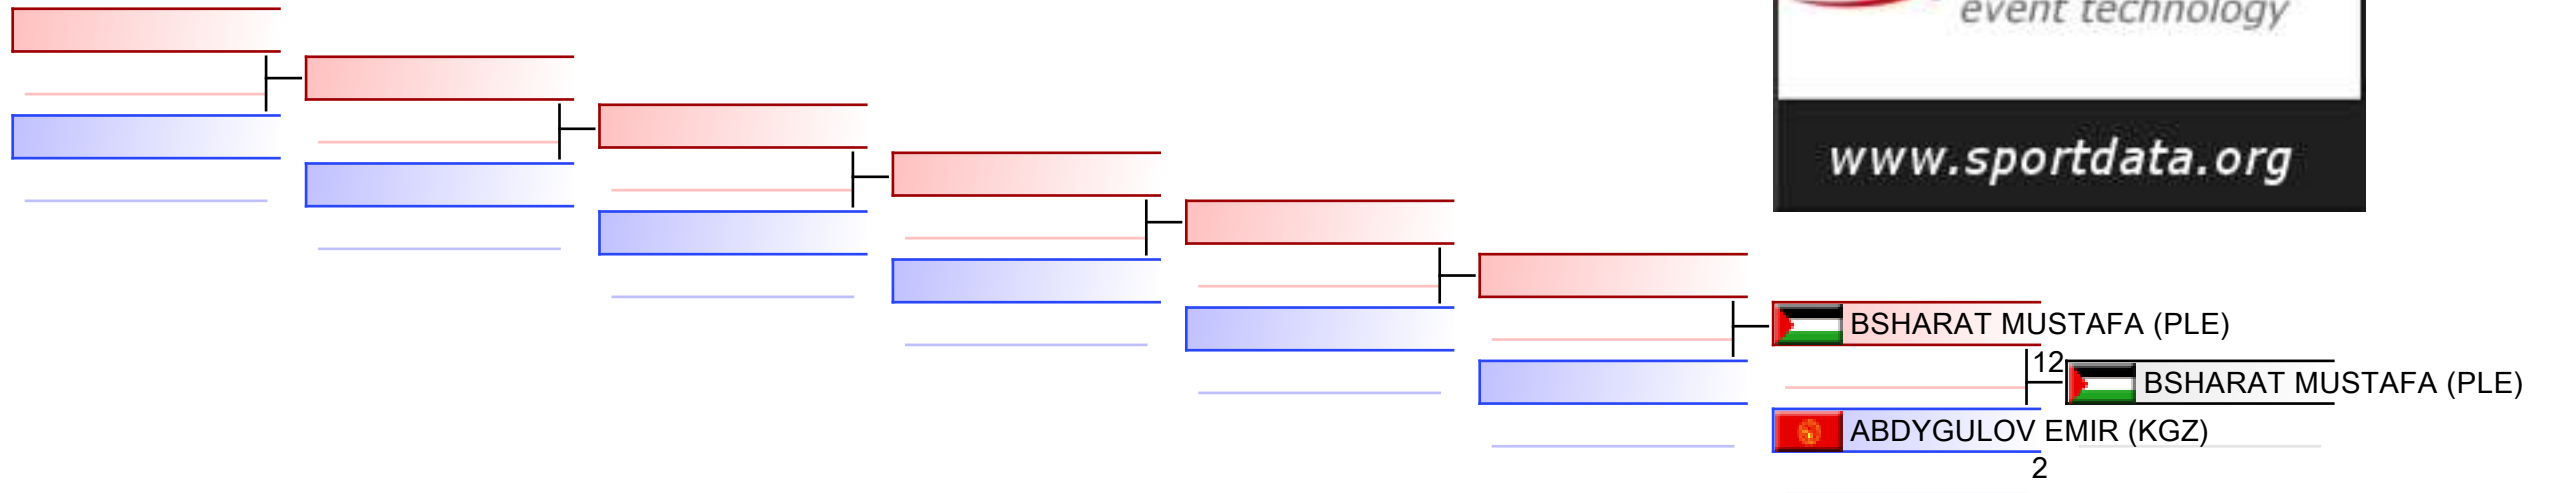 event technology
www.sportdata.org
BSHARAT MUSTAFA (PLE)
12
BSHARAT MUSTAFA (PLE)
ABDYGULOV EMIR (KGZ)
2